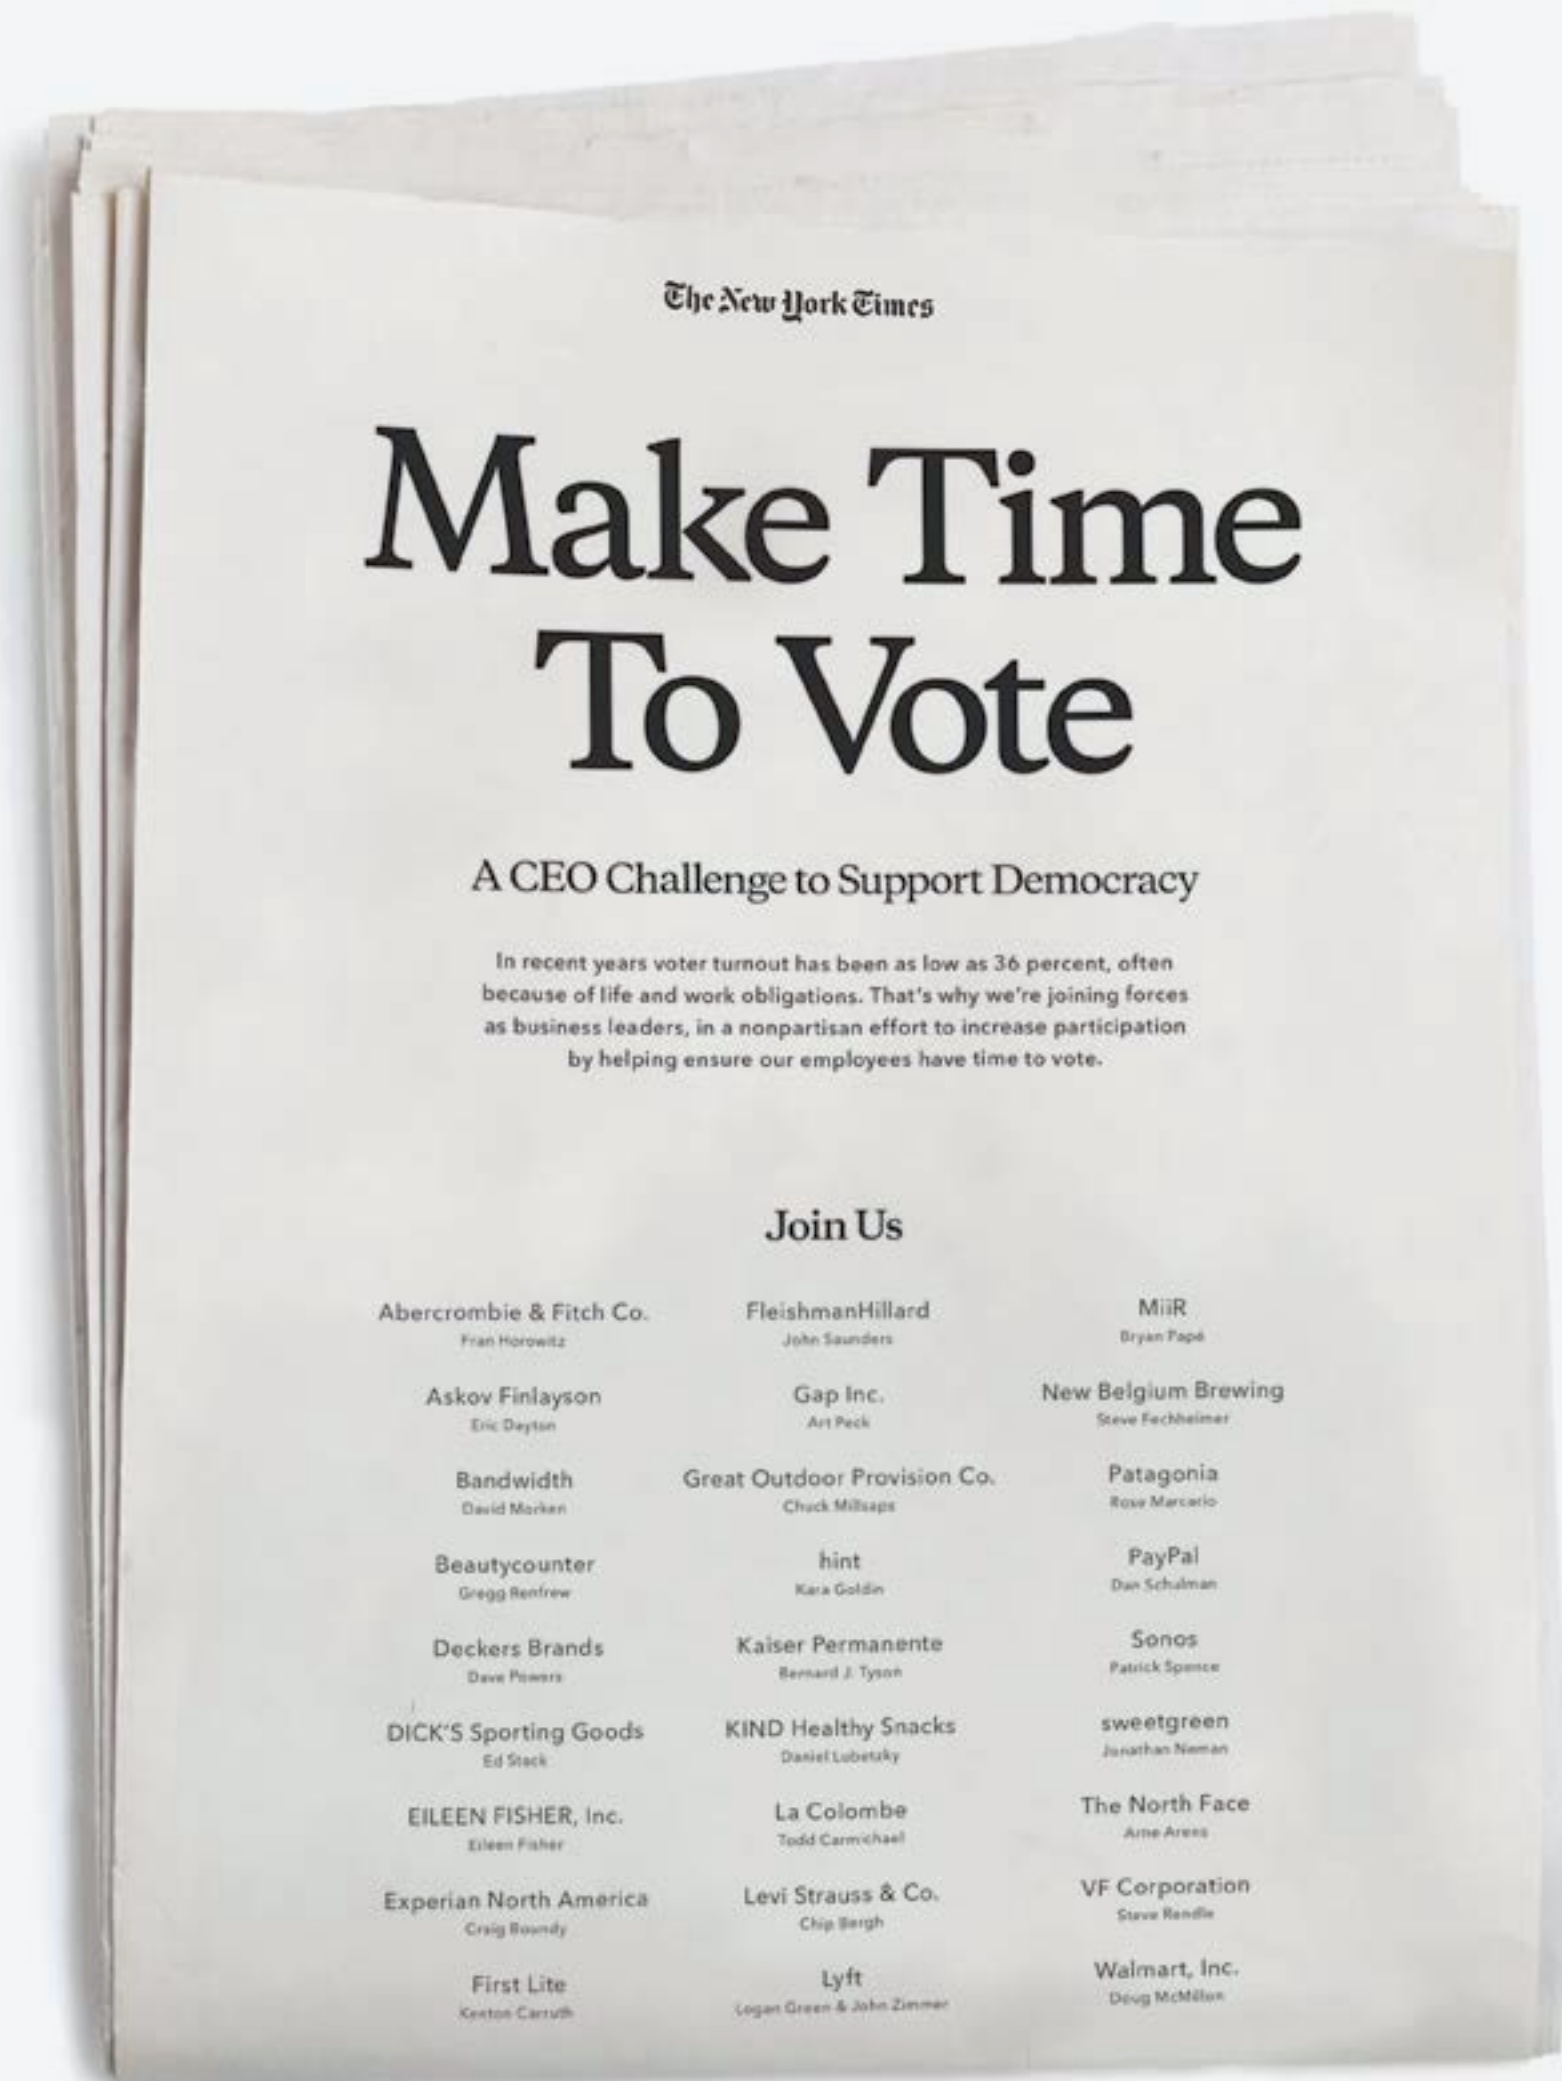 The New York Times
Make Time
To Vote
A CEO Challenge to Support Democracy
In recent years voter turnout has been as low as 36 percent, often
because of life and work obligations. That's why we're joining forces
as business leaders, in a nonpartisan effort to increase participation
by helping ensure our employees have time to vote.
Join Us
Abercrombie & Fitch Co.
Fran Horowitz
Askov Finlayson
Eric Dayton
Bandwidth
David Morken
Beautycounter
Gregg Renfrew
Deckers Brands
Dave Powers
DICK'S Sporting Goods
Ed Stack
EILEEN FISHER, Inc.
Eileen Fisher
Experian North America
Craig Boundy
First Lite
Kenton Carruth
FleishmanHillard
John Saunders
Gap Inc.
Art Peck
Great Outdoor Provision Co.
Chuck Millsaps
hint
Kara Goldin
Kaiser Permanente
Bernard J. Tyson
KIND Healthy Snacks
Daniel Lubetzky
La Colombe
Todd Carmichael
Levi Strauss & Co.
Chip Bergh
Lyft
Logan Green & John Zimmer
MiiR
Bryan Papé
New Belgium Brewing
Steve Fechheimer
Patagonia
Rose Marcario
PayPal
Dan Schulman
Sonos
Patrick Spence
sweetgreen
Jonathan Neman
The North Face
Arne Arens
VF Corporation
Steve Rendle
Walmart, Inc.
Doug McMillon